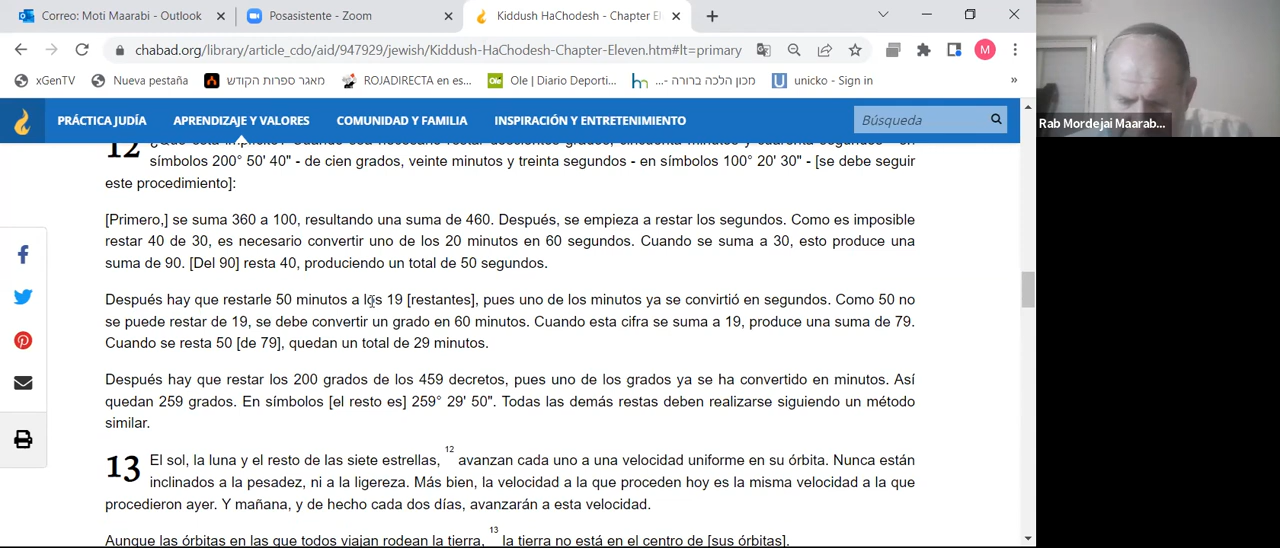 Correo: Moti Maarabi - Outlook
Posasistente - Zoom
Kiddush HaChodesh - Chapter El
chabad.org/library/article_cdo/aid/947929/jewish/Kiddush-HaChodesh-Chapter-Eleven.htm#lt=primary
M
xGenTV
Nueva pestaña
מאגר ספרות הקודש
ROJADIRECTA en es...
Ole
Ole | Diario Deporti...
מכון הלכה ברורה -...
unicko - Sign in
»
PRÁCTICA JUDÍA
APRENDIZAJE Y VALORES
COMUNIDAD Y FAMILIA
INSPIRACIÓN Y ENTRETENIMIENTO
Búsqueda
Rab Mordejai Maarab...
12
símbolos 200° 50' 40" - de cien grados, veinte minutos y treinta segundos - en símbolos 100° 20' 30" - [se debe seguir
este procedimiento]:
[Primero,] se suma 360 a 100, resultando una suma de 460. Después, se empieza a restar los segundos. Como es imposible
restar 40 de 30, es necesario convertir uno de los 20 minutos en 60 segundos. Cuando se suma a 30, esto produce una
suma de 90. [Del 90] resta 40, produciendo un total de 50 segundos.
Después hay que restarle 50 minutos a los 19 [restantes], pues uno de los minutos ya se convirtió en segundos. Como 50 no
se puede restar de 19, se debe convertir un grado en 60 minutos. Cuando esta cifra se suma a 19, produce una suma de 79.
Cuando se resta 50 [de 79], quedan un total de 29 minutos.
Después hay que restar los 200 grados de los 459 decretos, pues uno de los grados ya se ha convertido en minutos. Así
quedan 259 grados. En símbolos [el resto es] 259° 29' 50". Todas las demás restas deben realizarse siguiendo un método
similar.
13 El sol, la luna y el resto de las siete estrellas, 12 avanzan cada uno a una velocidad uniforme en su órbita. Nunca están
inclinados a la pesadez, ni a la ligereza. Más bien, la velocidad a la que proceden hoy es la misma velocidad a la que
procedieron ayer. Y mañana, y de hecho cada dos días, avanzarán a esta velocidad.
Aunque las órbitas en las que todos viajan rodean la tierra, 13 la tierra no está en el centro de [sus órbitas].